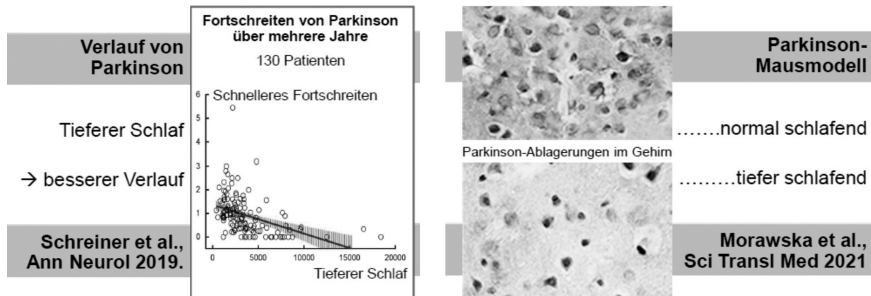 Verlauf von
Parkinson
Tieferer Schlaf
→ besserer Verlauf
Schreiner et al.,
Ann Neurol 2019.
Fortschreiten von Parkinson
über mehrere Jahre
130 Patienten
Schnelleres Fortschreiten
6
5
4
3
2
1
0
0
5000
10000
15000
20000
Tieferer Schlaf
Parkinson-Ablagerungen im Gehirn
Parkinson-
Mausmodell
.......normal schlafend
.........tiefer schlafend
Morawska et al.,
Sci Transl Med 2021